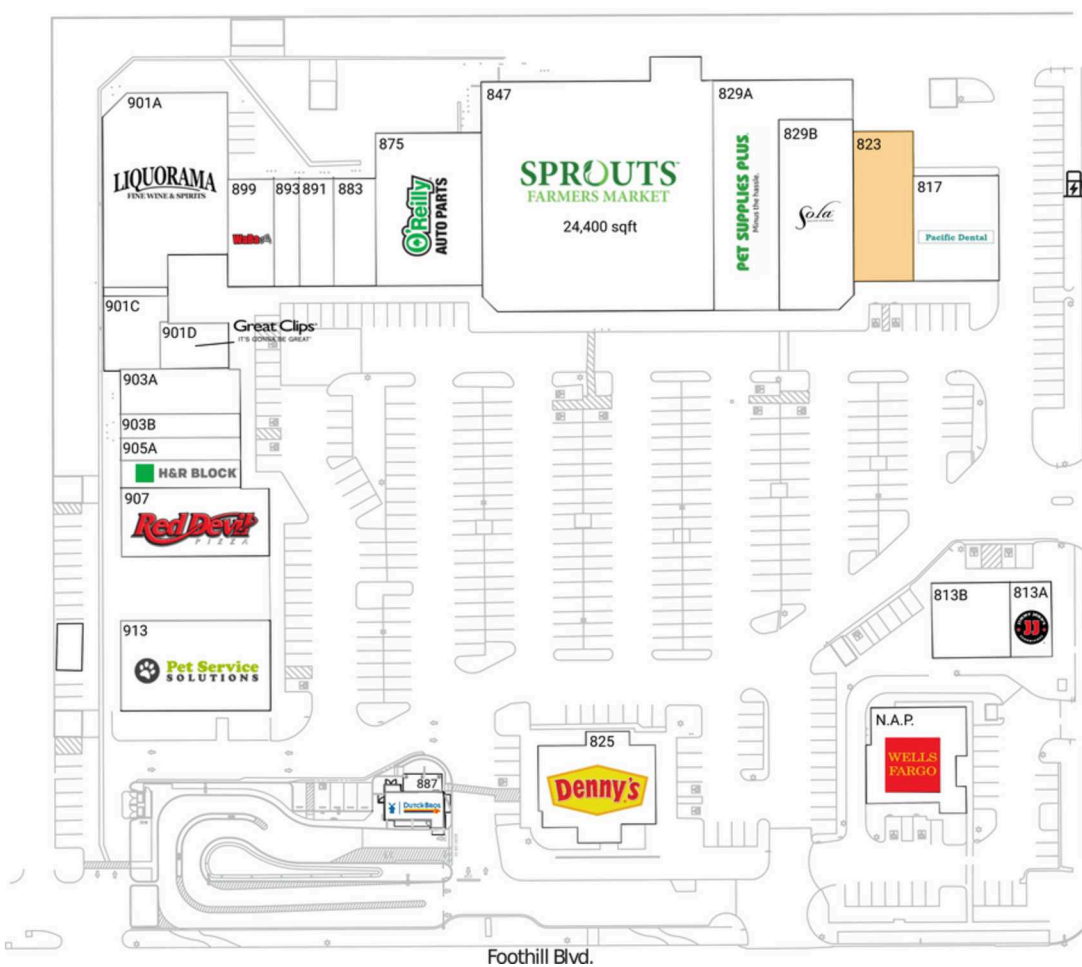 901A
LIQUORAMA
FINE WINE & SPIRITS
899
WaBa
893
891
883
875
O'Reilly
AUTO PARTS
847
SPROUTS
FARMERS MARKET
24,400 sqft
829A
PET SUPPLIES PLUS
Minus the hassle.
829B
Sola
823
817
Pacific Dental
901C
901D
Great Clips
IT'S GONNA BE GREAT
903A
903B
905A
H&R BLOCK
907
Red Devil
PIZZA
913
Pet Service
SOLUTIONS
813B
813A
JJ
N.A.P.
WELLS
FARGO
825
Denny's
887
DUTCH BROS
Foothill Blvd.